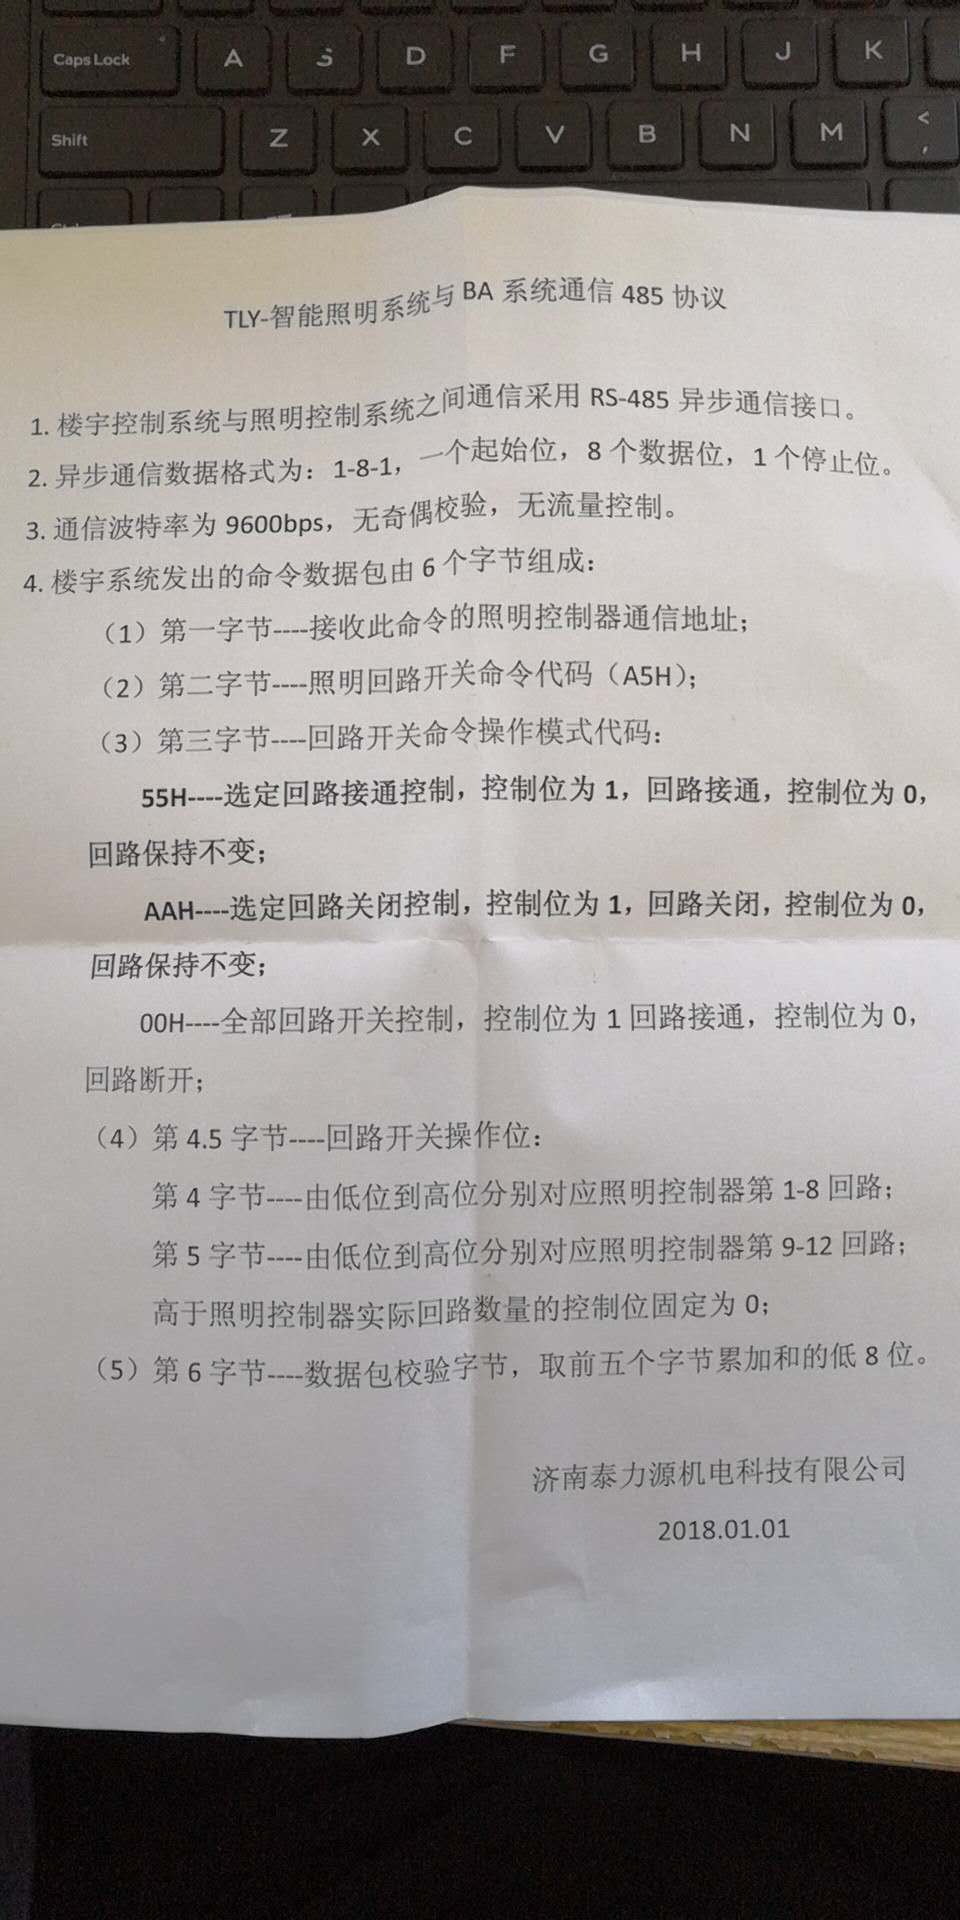 Caps Lock A S D F G H J K
Shift Z X C V B N M <
,
TLY-智能照明系统与 BA 系统通信 485 协议
1. 楼宇控制系统与照明控制系统之间通信采用 RS-485 异步通信接口。
2. 异步通信数据格式为：1-8-1，一个起始位，8 个数据位，1 个停止位。
3. 通信波特率为 9600bps，无奇偶校验，无流量控制。
4. 楼宇系统发出的命令数据包由 6 个字节组成：
（1）第一字节----接收此命令的照明控制器通信地址；
（2）第二字节----照明回路开关命令代码（A5H）；
（3）第三字节----回路开关命令操作模式代码：
55H----选定回路接通控制，控制位为 1，回路接通，控制位为 0，
回路保持不变；
AAH----选定回路关闭控制，控制位为 1，回路关闭，控制位为 0，
回路保持不变；
00H----全部回路开关控制，控制位为 1 回路接通，控制位为 0，
回路断开；
（4）第 4.5 字节----回路开关操作位：
第 4 字节----由低位到高位分别对应照明控制器第 1-8 回路；
第 5 字节----由低位到高位分别对应照明控制器第 9-12 回路；
高于照明控制器实际回路数量的控制位固定为 0；
（5）第 6 字节----数据包校验字节，取前五个字节累加和的低 8 位。
济南泰力源机电科技有限公司
2018.01.01